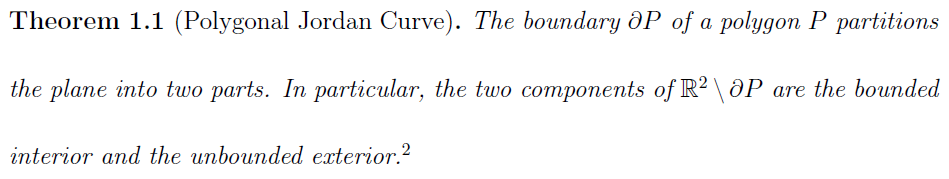 Theorem 1.1 (Polygonal Jordan Curve). The boundary ∂P of a polygon P partitions
the plane into two parts. In particular, the two components of ℝ² \ ∂P are the bounded
interior and the unbounded exterior.²